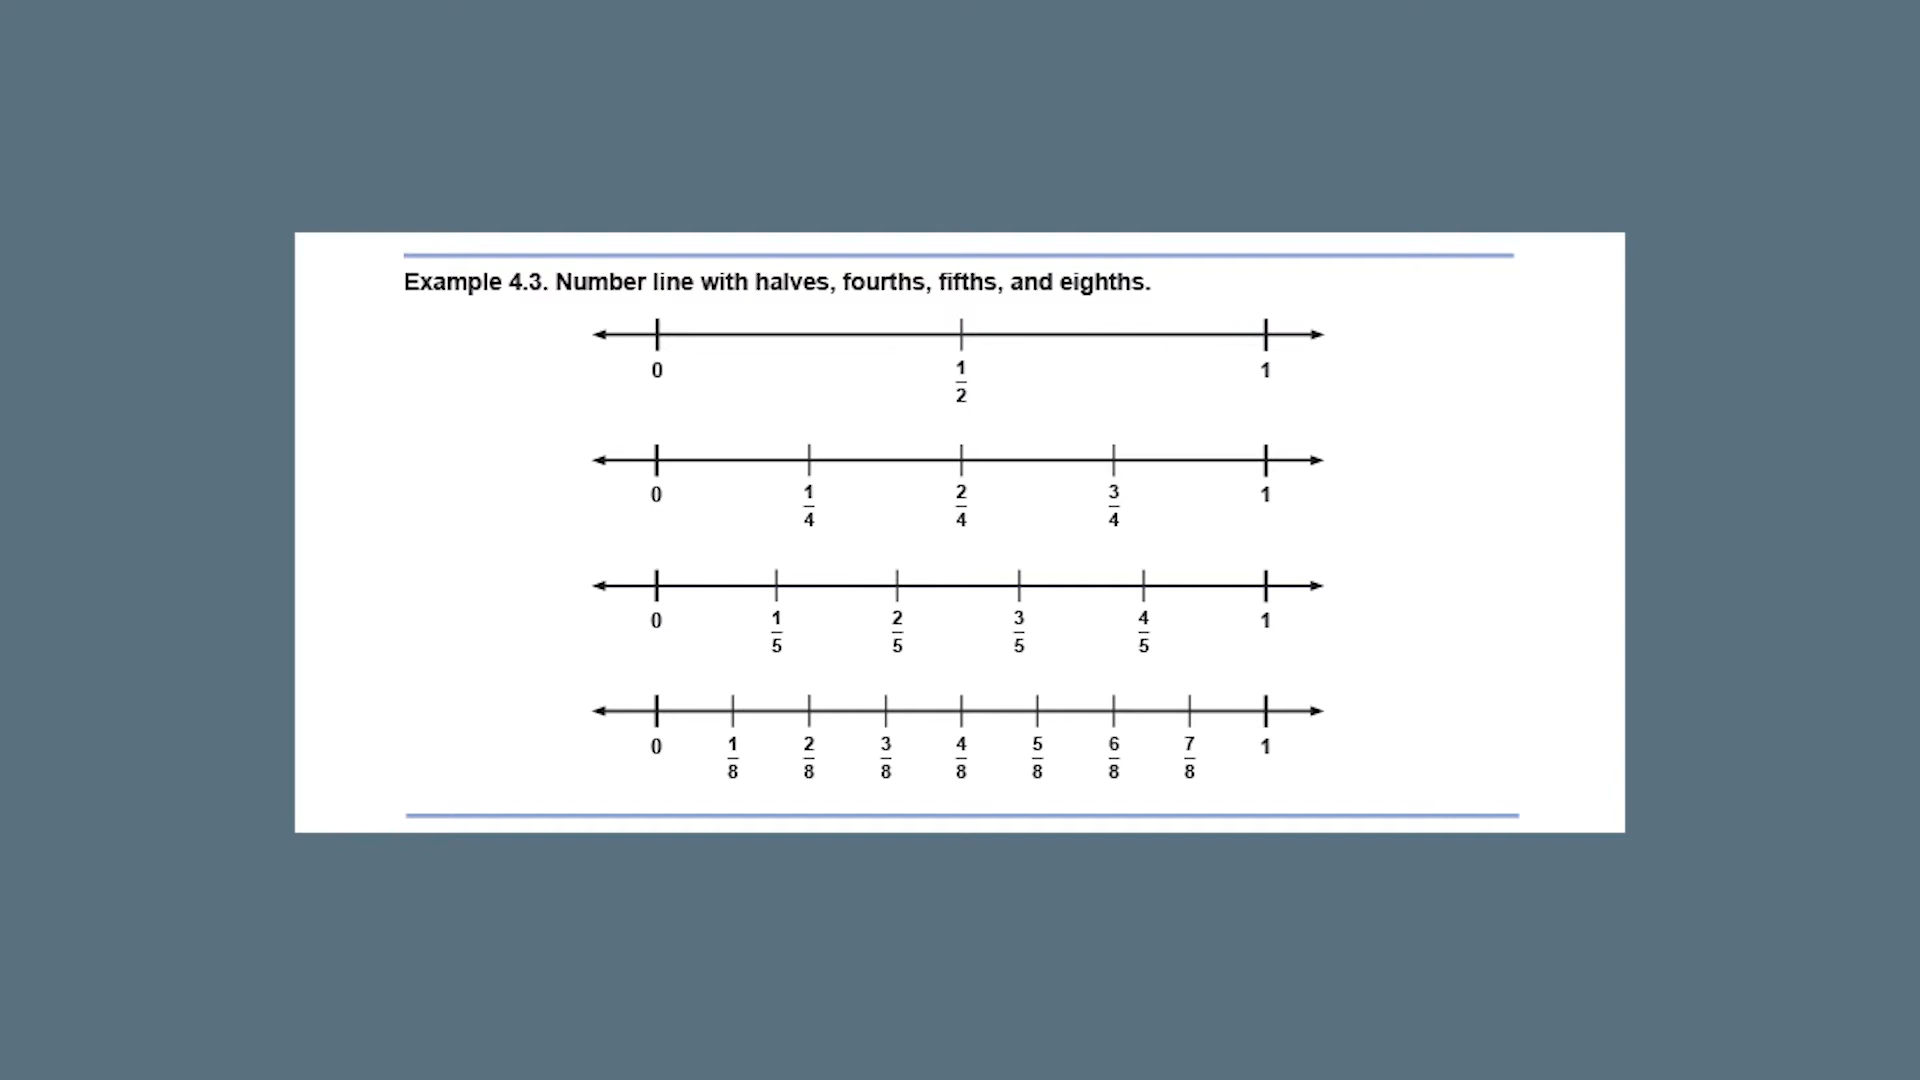 Example 4.3. Number line with halves, fourths, fifths, and eighths.
0 1/2 1
0 1/4 2/4 3/4 1
0 1/5 2/5 3/5 4/5 1
0 1/8 2/8 3/8 4/8 5/8 6/8 7/8 1